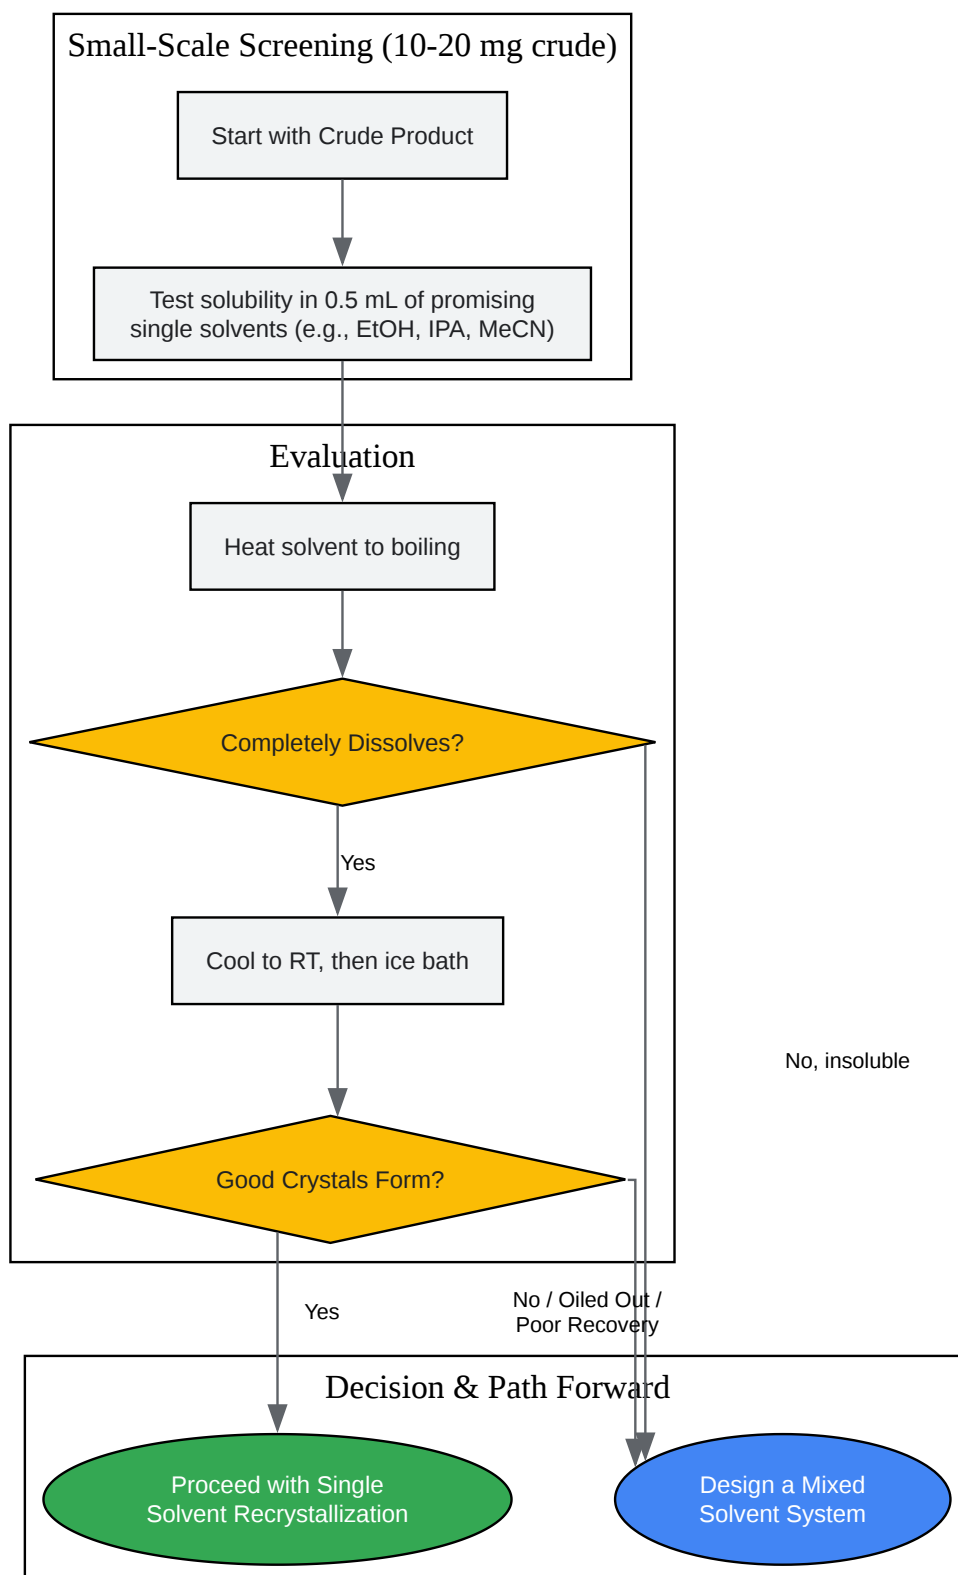 Small-Scale Screening (10-20 mg crude)
Start with Crude Product
Test solubility in 0.5 mL of promising
single solvents (e.g., EtOH, IPA, MeCN)
Evaluation
Heat solvent to boiling
Completely Dissolves?
Yes
Cool to RT, then ice bath
No, insoluble
Good Crystals Form?
Yes
No / Oiled Out /
Poor Recovery
Decision & Path Forward
Proceed with Single
Solvent Recrystallization
Design a Mixed
Solvent System